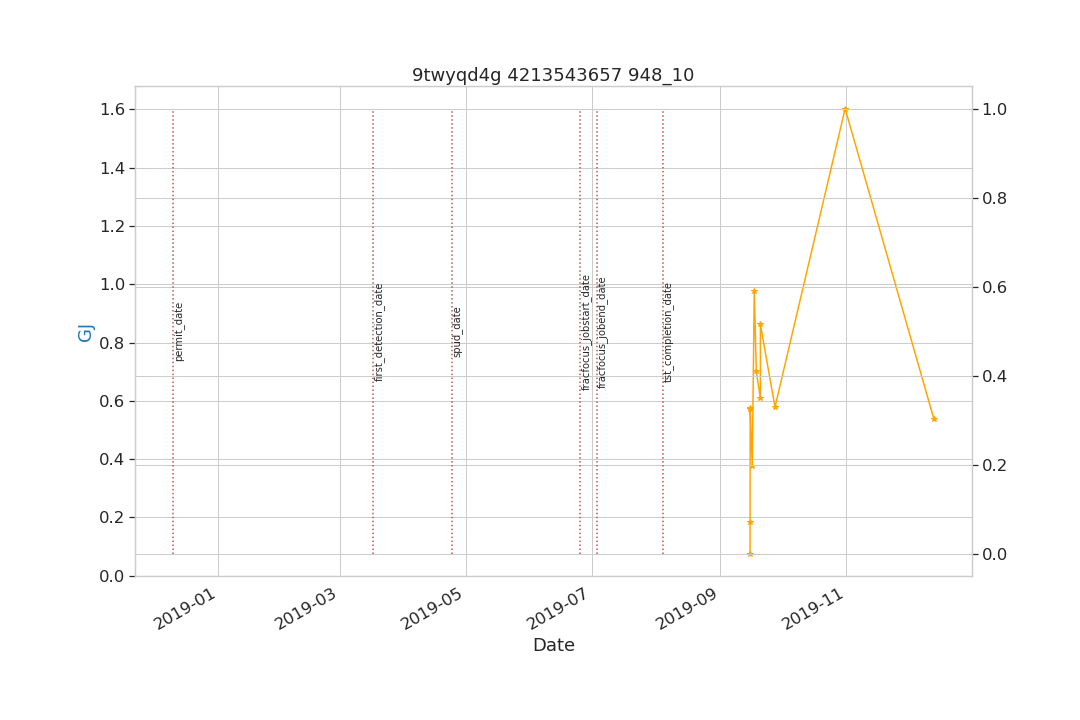 9twyqd4g 4213543657 948_10
GJ
1.6
1.4
1.2
1.0
0.8
0.6
0.4
0.2
0.0
1.0
0.8
0.6
0.4
0.2
0.0
permit_date
first_detection_date
spud_date
fracfocus_jobstart_date
fracfocus_jobend_date
tst_completion_date
2019-01
2019-03
2019-05
2019-07
2019-09
2019-11
Date